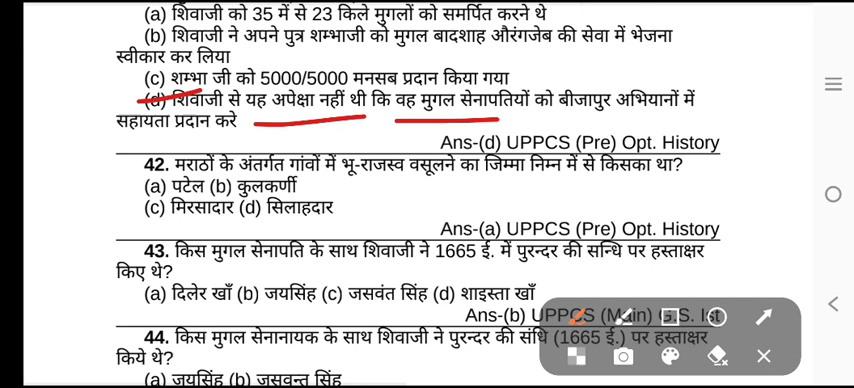 (a) शिवाजी को 35 में से 23 किले मुगलों को समर्पित करने थे
(b) शिवाजी ने अपने पुत्र शम्भाजी को मुगल बादशाह औरंगजेब की सेवा में भेजना
स्वीकार कर लिया
(c) शम्भा जी को 5000/5000 मनसब प्रदान किया गया
(d) शिवाजी से यह अपेक्षा नहीं थी कि वह मुगल सेनापतियों को बीजापुर अभियानों में
सहायता प्रदान करे
Ans-(d) UPPCS (Pre) Opt. History
42. मराठों के अंतर्गत गांवों में भू-राजस्व वसूलने का जिम्मा निम्न में से किसका था?
(a) पटेल (b) कुलकर्णी
(c) मिरसादार (d) सिलाहदार
Ans-(a) UPPCS (Pre) Opt. History
43. किस मुगल सेनापति के साथ शिवाजी ने 1665 ई. में पुरन्दर की सन्धि पर हस्ताक्षर
किए थे?
(a) दिलेर खाँ (b) जयसिंह (c) जसवंत सिंह (d) शाइस्ता खाँ
Ans-(b) UPPCS (Main) G.S. Ist
44. किस मुगल सेनानायक के साथ शिवाजी ने पुरन्दर की संधि (1665 ई.) पर हस्ताक्षर
किये थे?
(a) जयसिंह (b) जसवन्त सिंह